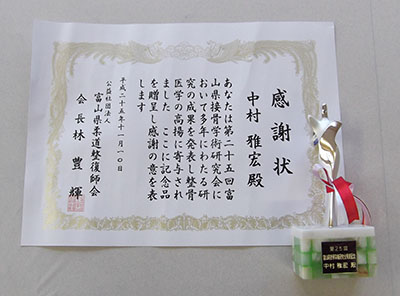 感謝状
中村 雅宏 殿
あなたは第二十五回富
山県接骨学術研究会に
おいて多年にわたる研
究の成果を発表し整骨
医学の高揚に寄与され
ました ここに記念品
を贈呈し感謝の意を表
します
平成二十五年十一月一〇日
公益社団法人
富山県柔道整復師会
会長 林 豊 輝
第25回
中村 雅宏 殿